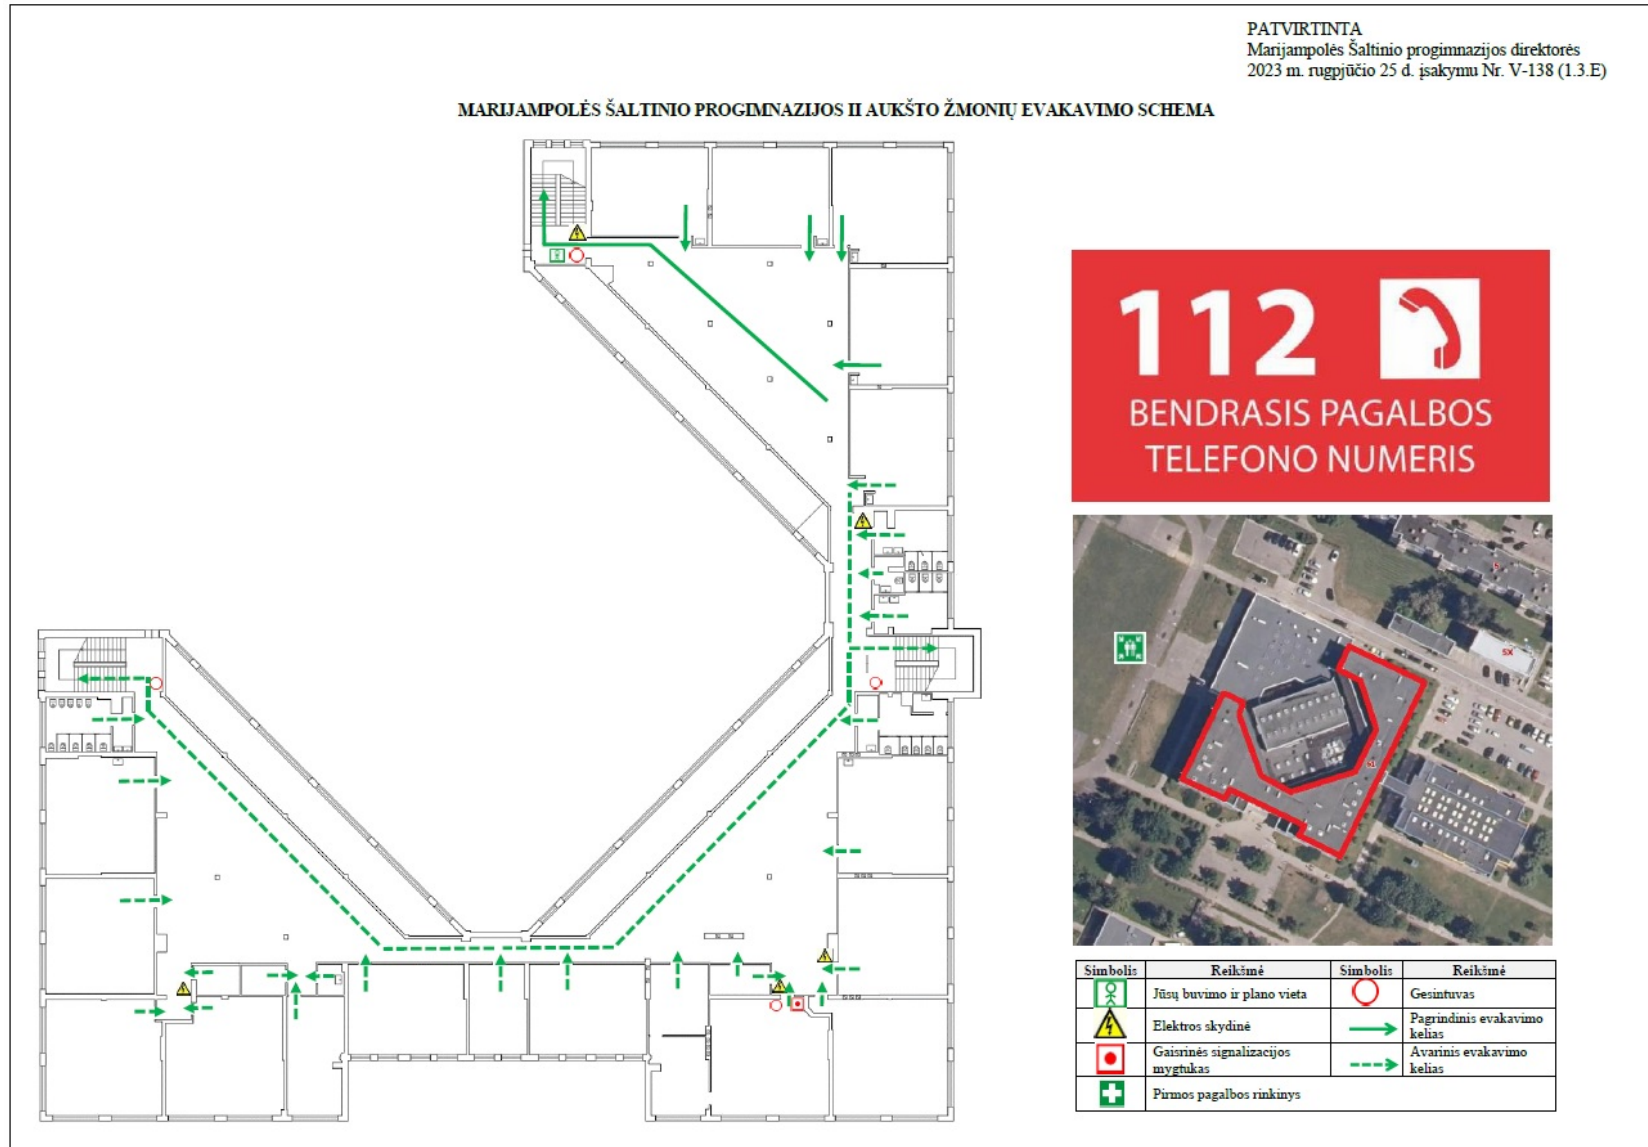 PATVIRTINTA
Marijampolės Šaltinio progimnazijos direktorės
2023 m. rugpjūčio 25 d. įsakymu Nr. V-138 (1.3.E)
MARIJAMPOLĖS ŠALTINIO PROGIMNAZIJOS II AUKŠTO ŽMONIŲ EVAKAVIMO SCHEMA
112
BENDRASIS PAGALBOS
TELEFONO NUMERIS
5X
Simbolis Reikšmė Simbolis Reikšmė
Jūsų buvimo ir plano vieta Gesintuvas
Elektros skydinė Pagrindinis evakavimo
kelias
Gaisrinės signalizacijos Avarinis evakavimo
mygtukas kelias
Pirmos pagalbos rinkinys